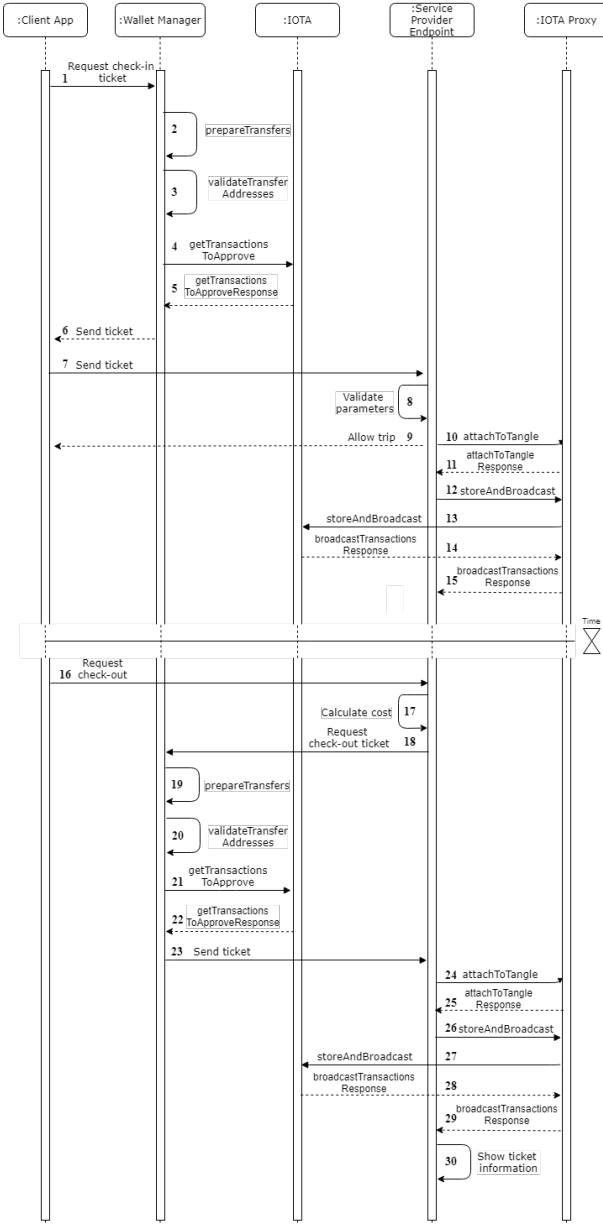 :Client App
:Wallet Manager
:IOTA
:Service
Provider
Endpoint
:IOTA Proxy
Request check-in
1 ticket
2 prepareTransfers
3 validateTransfer
Addresses
4 getTransactions
ToApprove
5 getTransactions
ToApproveResponse
6 Send ticket
7 Send ticket
Validate
parameters 8
Allow trip 9
10 attachToTangle
11 attachToTangle
Response
12 storeAndBroadcast
storeAndBroadcast 13
broadcastTransactions
Response 14
broadcastTransactions
15 Response
Time
Request
16 check-out
Calculate cost 17
Request
check-out ticket 18
19 prepareTransfers
20 validateTransfer
Addresses
getTransactions
21 ToApprove
getTransactions
22 ToApproveResponse
23 Send ticket
24 attachToTangle
attachToTangle
25 Response
26 storeAndBroadcast
storeAndBroadcast 27
broadcastTransactions
Response 28
broadcastTransactions
29 Response
30 Show ticket
information